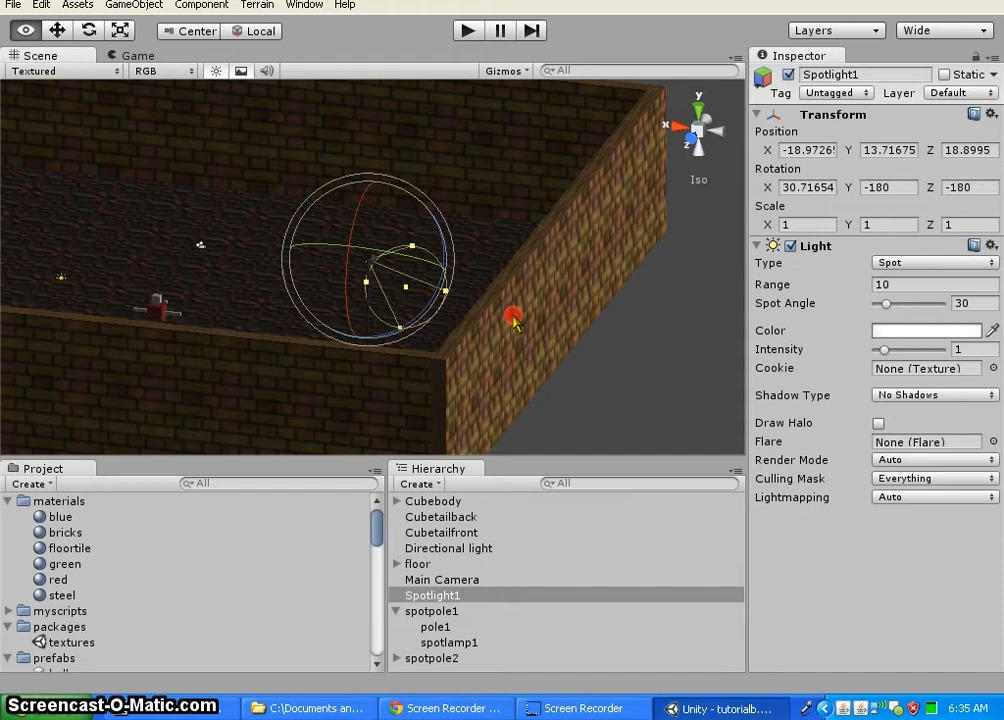 File Edit Assets GameObject Component Terrain Window Help
Center Local Layers Wide
Scene Game
Textured RGB Gizmos All
y
x
z
Iso
Inspector
Spotlight1 Static
Tag Untagged Layer Default
Transform
Position
X -18.9726 Y 13.71675 Z 18.8995
Rotation
X 30.71654 Y -180 Z -180
Scale
X 1 Y 1 Z 1
Light
Type Spot
Range 10
Spot Angle 30
Color
Intensity 1
Cookie None (Texture)
Shadow Type No Shadows
Draw Halo
Flare None (Flare)
Render Mode Auto
Culling Mask Everything
Lightmapping Auto
Project
Create All
materials
blue
bricks
floortile
green
red
steel
myscripts
packages
textures
prefabs
Hierarchy
Create All
Cubebody
Cubetailback
Cubetailfront
Directional light
floor
Main Camera
Spotlight1
spotpole1
pole1
spotlamp1
spotpole2
Screencast-O-Matic.com
C:\Documents an... Screen Recorder ... Screen Recorder Unity - tutorialb.... 6:35 AM